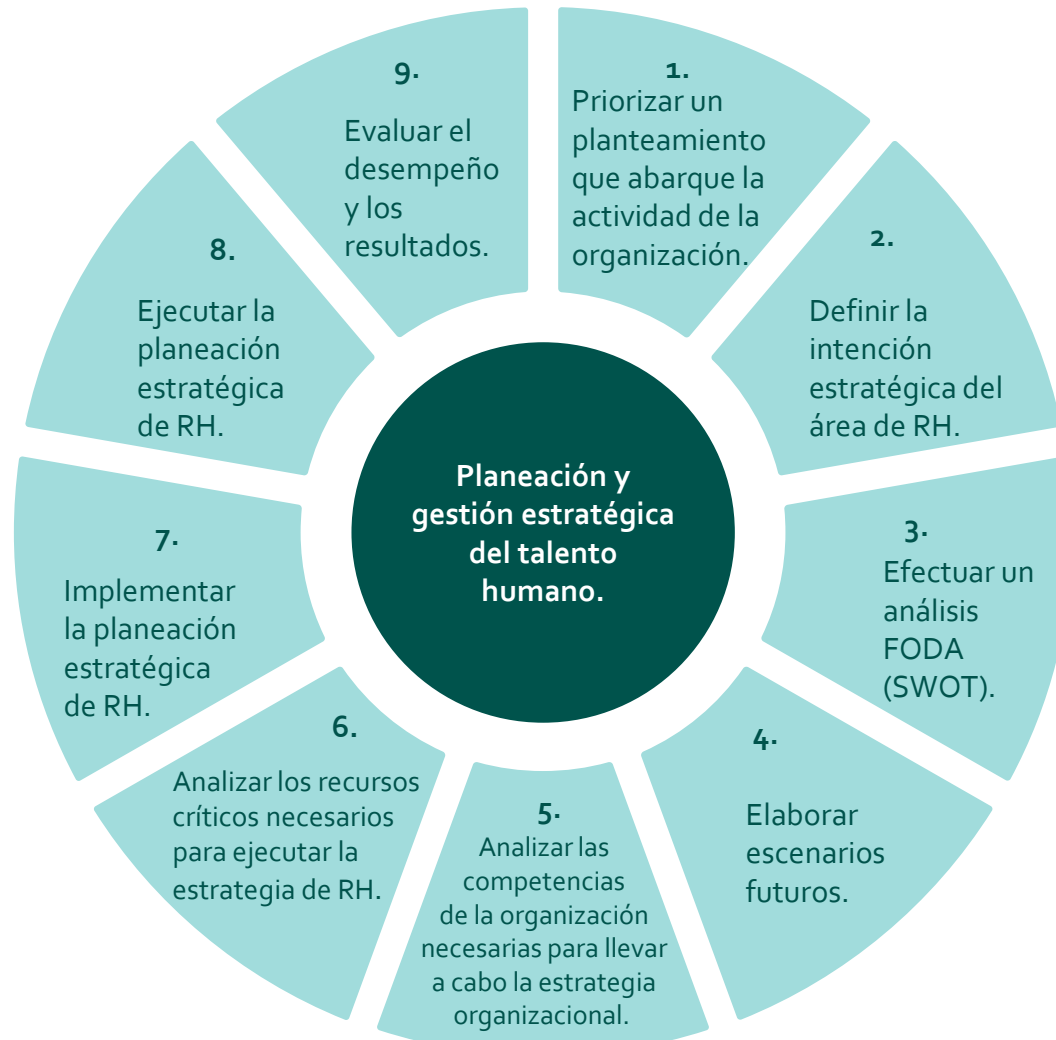 Planeación y
gestión estratégica
del talento
humano.
1.
Priorizar un
planteamiento
que abarque la
actividad de la
organización.
2.
Definir la
intención
estratégica del
área de RH.
3.
Efectuar un
análisis
FODA
(SWOT).
4.
Elaborar
escenarios
futuros.
5.
Analizar las
competencias
de la organización
necesarias para llevar
a cabo la estrategia
organizacional.
6.
Analizar los recursos
críticos necesarios
para ejecutar la
estrategia de RH.
7.
Implementar
la planeación
estratégica
de RH.
8.
Ejecutar la
planeación
estratégica
de RH.
9.
Evaluar el
desempeño
y los
resultados.